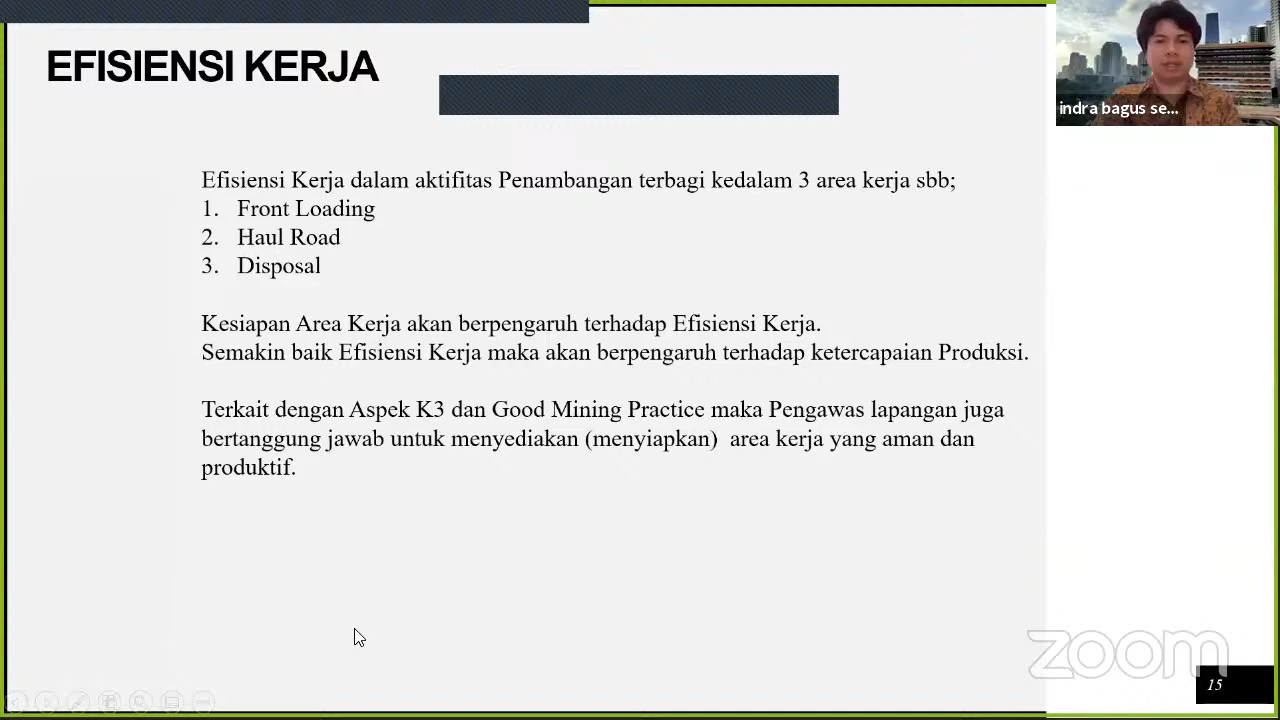 EFISIENSI KERJA
indra bagus se...
Efisiensi Kerja dalam aktifitas Penambangan terbagi kedalam 3 area kerja sbb;
1. Front Loading
2. Haul Road
3. Disposal
Kesiapan Area Kerja akan berpengaruh terhadap Efisiensi Kerja.
Semakin baik Efisiensi Kerja maka akan berpengaruh terhadap ketercapaian Produksi.
Terkait dengan Aspek K3 dan Good Mining Practice maka Pengawas lapangan juga
bertanggung jawab untuk menyediakan (menyiapkan)  area kerja yang aman dan
produktif.
zoom
15